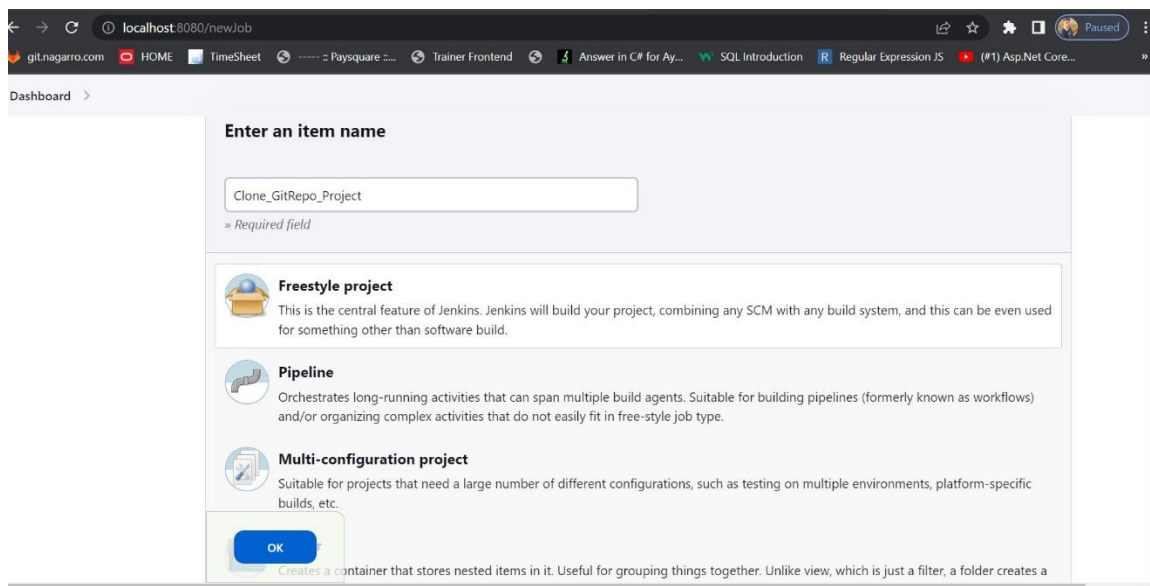 localhost:8080/newJob
Paused
git.nagarro.com HOME TimeSheet ----- :: Paysquare ::... Trainer Frontend Answer in C# for Ay... SQL Introduction R Regular Expression JS (#1) Asp.Net Core... »
Dashboard >
Enter an item name
Clone_GitRepo_Project
» Required field
Freestyle project
This is the central feature of Jenkins. Jenkins will build your project, combining any SCM with any build system, and this can be even used
for something other than software build.
Pipeline
Orchestrates long-running activities that can span multiple build agents. Suitable for building pipelines (formerly known as workflows)
and/or organizing complex activities that do not easily fit in free-style job type.
Multi-configuration project
Suitable for projects that need a large number of different configurations, such as testing on multiple environments, platform-specific
builds, etc.
OK
Creates a container that stores nested items in it. Useful for grouping things together. Unlike view, which is just a filter, a folder creates a